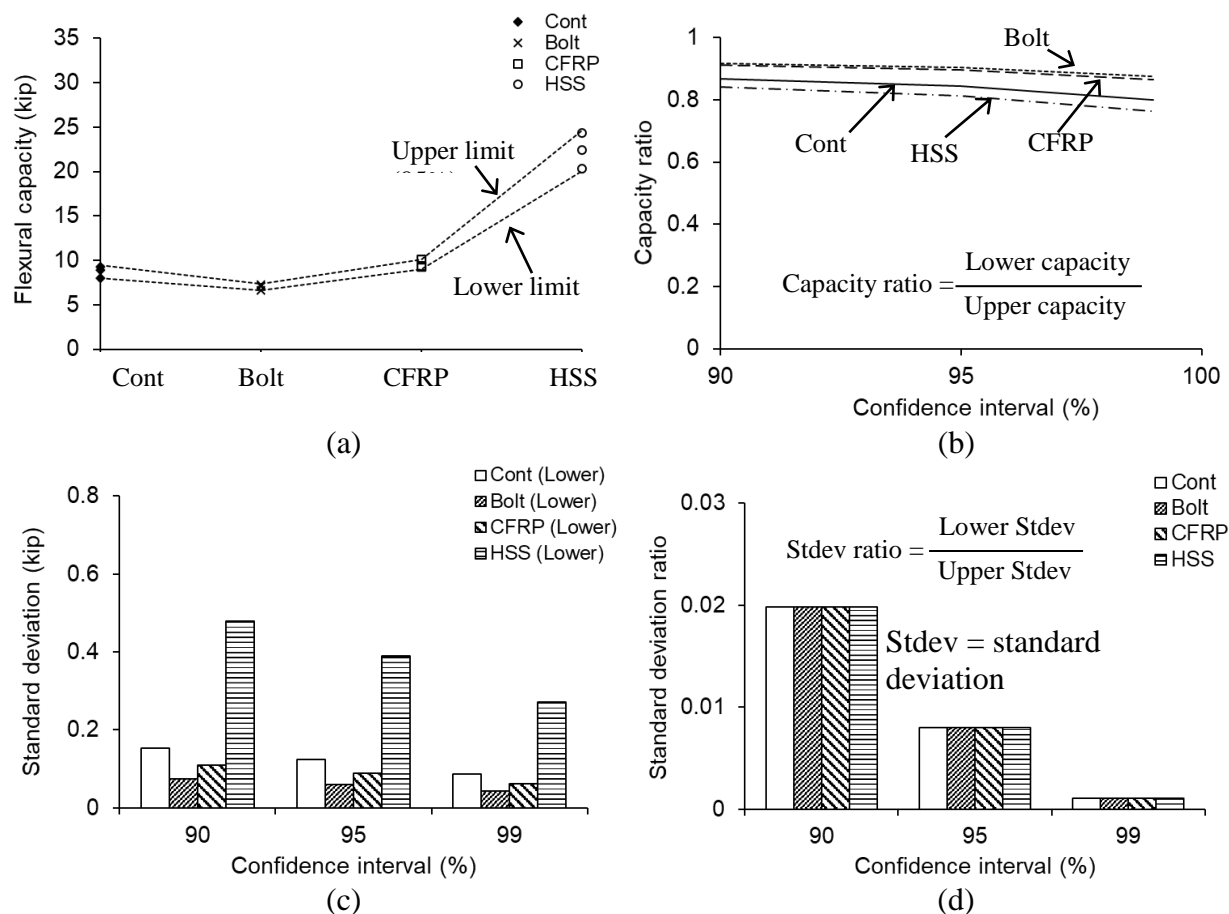 Cont
Bolt
CFRP
HSS
35
30
25
20
15
10
5
0
Flexural capacity (kip)
Upper limit
Lower limit
Cont Bolt CFRP HSS
(a)
1
0.8
0.6
0.4
0.2
0
Capacity ratio
Bolt
Cont
HSS
CFRP
Capacity ratio = Lower capacity
Upper capacity
90 95 100
Confidence interval (%)
(b)
Cont (Lower)
Bolt (Lower)
CFRP (Lower)
HSS (Lower)
0.8
0.6
0.4
0.2
0
Standard deviation (kip)
90 95 99
Confidence interval (%)
(c)
Cont
Bolt
CFRP
HSS
0.03
0.02
0.01
0
Standard deviation ratio
Stdev ratio = Lower Stdev
Upper Stdev
Stdev = standard
deviation
90 95 99
Confidence interval (%)
(d)